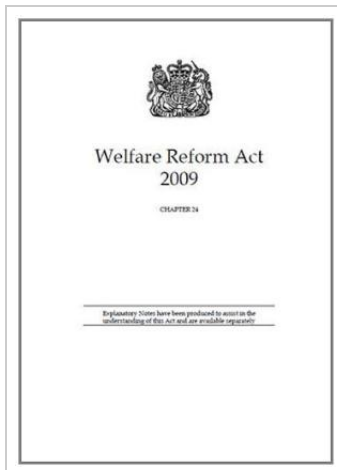 Welfare Reform Act
2009
CHAPTER 24
Explanatory Notes have been produced to assist in the
understanding of this Act and are available separately